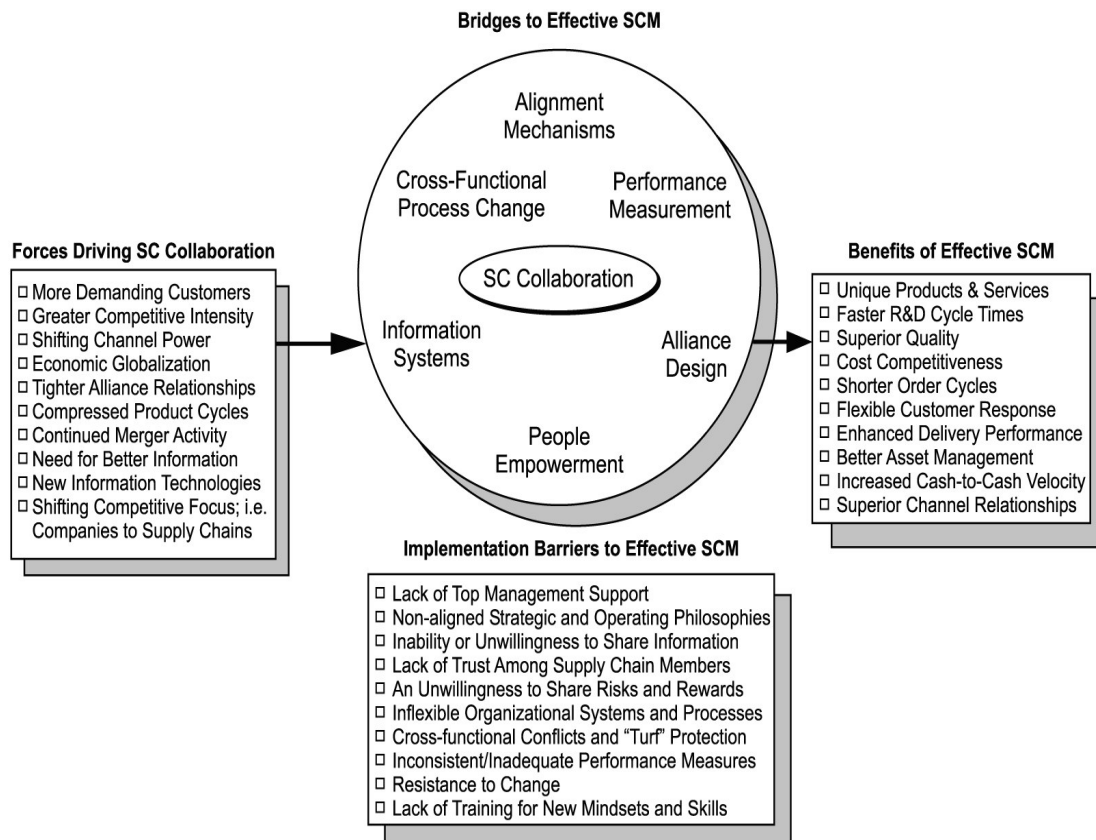 Bridges to Effective SCM
Alignment
Mechanisms
Cross-Functional
Process Change
Performance
Measurement
SC Collaboration
Information
Systems
Alliance
Design
People
Empowerment
Forces Driving SC Collaboration
☐ More Demanding Customers
☐ Greater Competitive Intensity
☐ Shifting Channel Power
☐ Economic Globalization
☐ Tighter Alliance Relationships
☐ Compressed Product Cycles
☐ Continued Merger Activity
☐ Need for Better Information
☐ New Information Technologies
☐ Shifting Competitive Focus; i.e.
Companies to Supply Chains
Benefits of Effective SCM
☐ Unique Products & Services
☐ Faster R&D Cycle Times
☐ Superior Quality
☐ Cost Competitiveness
☐ Shorter Order Cycles
☐ Flexible Customer Response
☐ Enhanced Delivery Performance
☐ Better Asset Management
☐ Increased Cash-to-Cash Velocity
☐ Superior Channel Relationships
Implementation Barriers to Effective SCM
☐ Lack of Top Management Support
☐ Non-aligned Strategic and Operating Philosophies
☐ Inability or Unwillingness to Share Information
☐ Lack of Trust Among Supply Chain Members
☐ An Unwillingness to Share Risks and Rewards
☐ Inflexible Organizational Systems and Processes
☐ Cross-functional Conflicts and “Turf” Protection
☐ Inconsistent/Inadequate Performance Measures
☐ Resistance to Change
☐ Lack of Training for New Mindsets and Skills